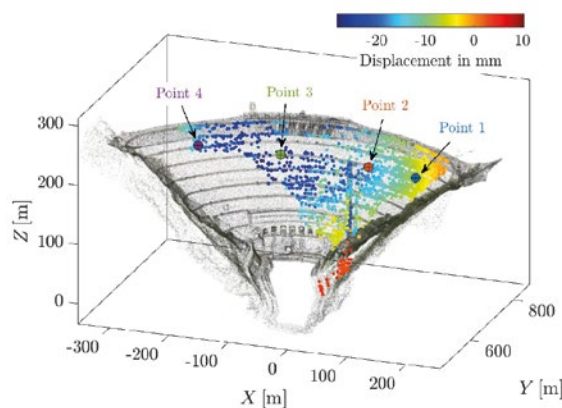 -20 -10 0 10
Displacement in mm
Point 4
Point 3
Point 2
Point 1
300
200
100
0
Z [m]
-300 -200 -100 0 100 200
X [m]
600 800
Y [m]